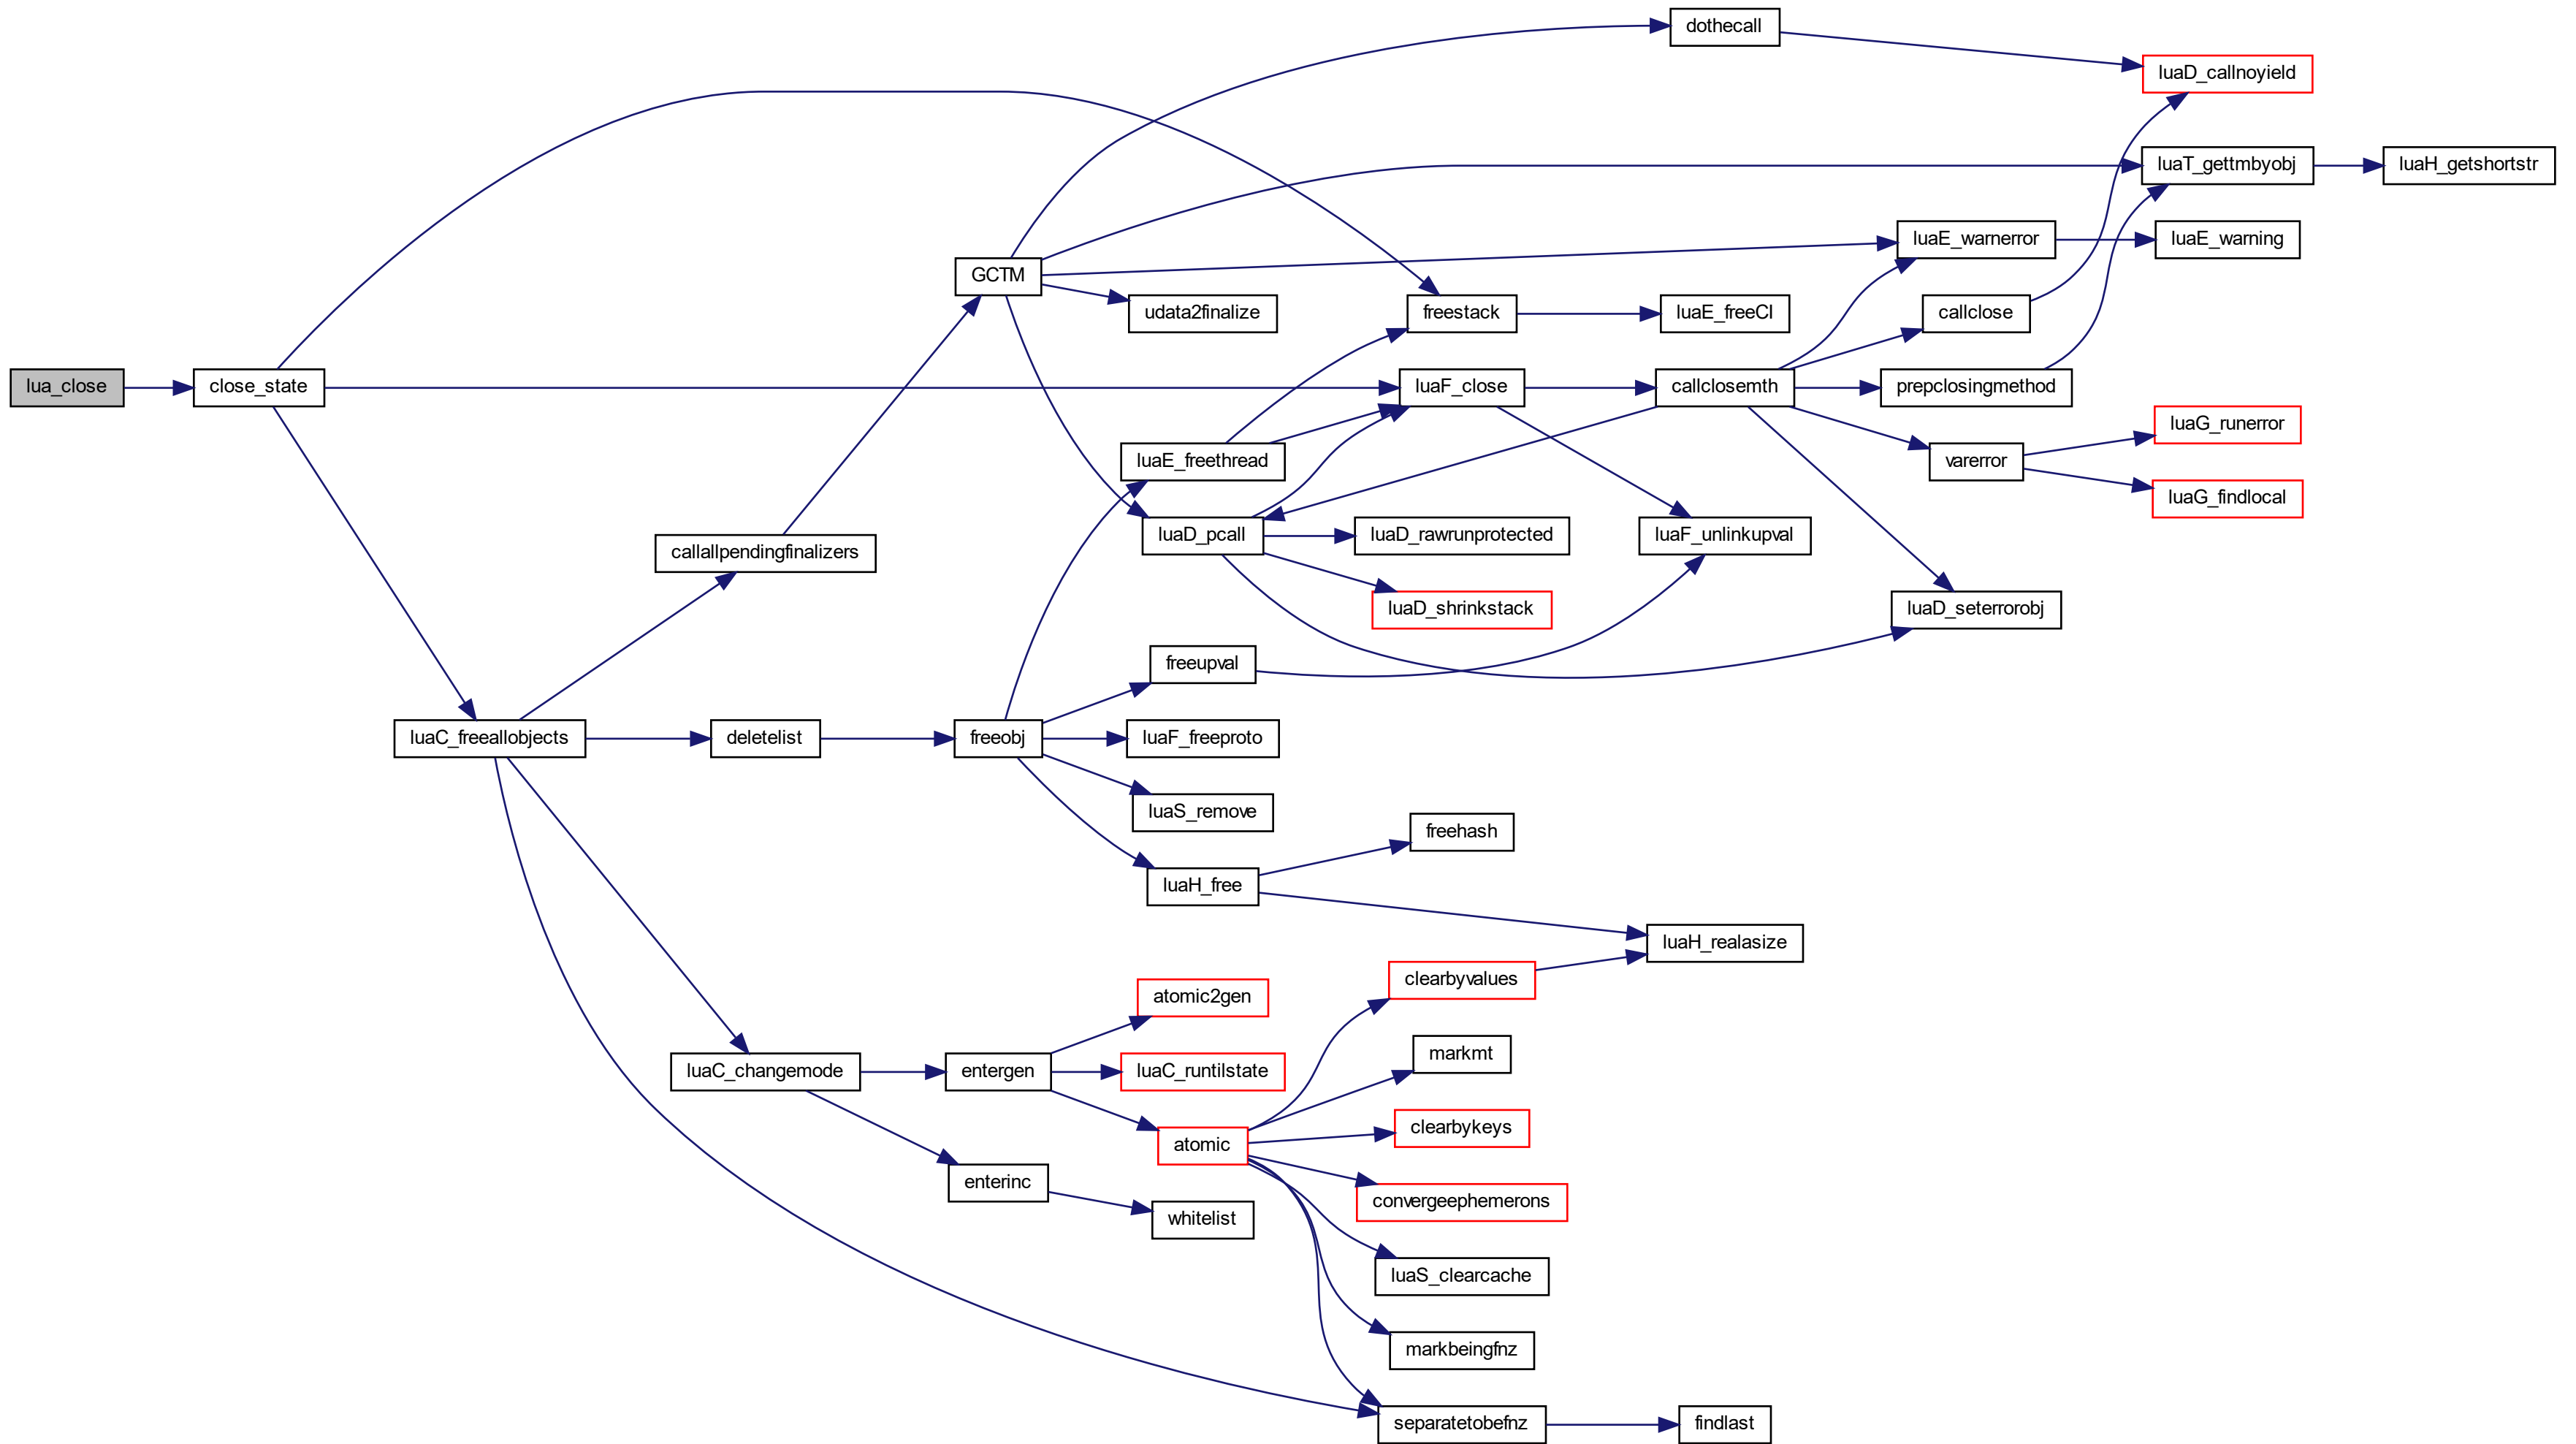 dothecall
luaD_callnoyield
luaT_gettmbyobj
luaH_getshortstr
luaE_warnerror
luaE_warning
GCTM
udata2finalize
freestack
luaE_freeCI
callclose
lua_close
close_state
luaF_close
callclosemth
prepclosingmethod
luaG_runerror
luaE_freethread
varerror
luaG_findlocal
callallpendingfinalizers
luaD_pcall
luaD_rawrunprotected
luaF_unlinkupval
luaD_shrinkstack
luaD_seterrorobj
freeupval
luaC_freeallobjects
deletelist
freeobj
luaF_freeproto
luaS_remove
freehash
luaH_free
luaH_realasize
clearbyvalues
atomic2gen
markmt
luaC_changemode
entergen
luaC_runtilstate
clearbykeys
atomic
enterinc
convergeephemerons
whitelist
luaS_clearcache
markbeingfnz
separatetobefnz
findlast